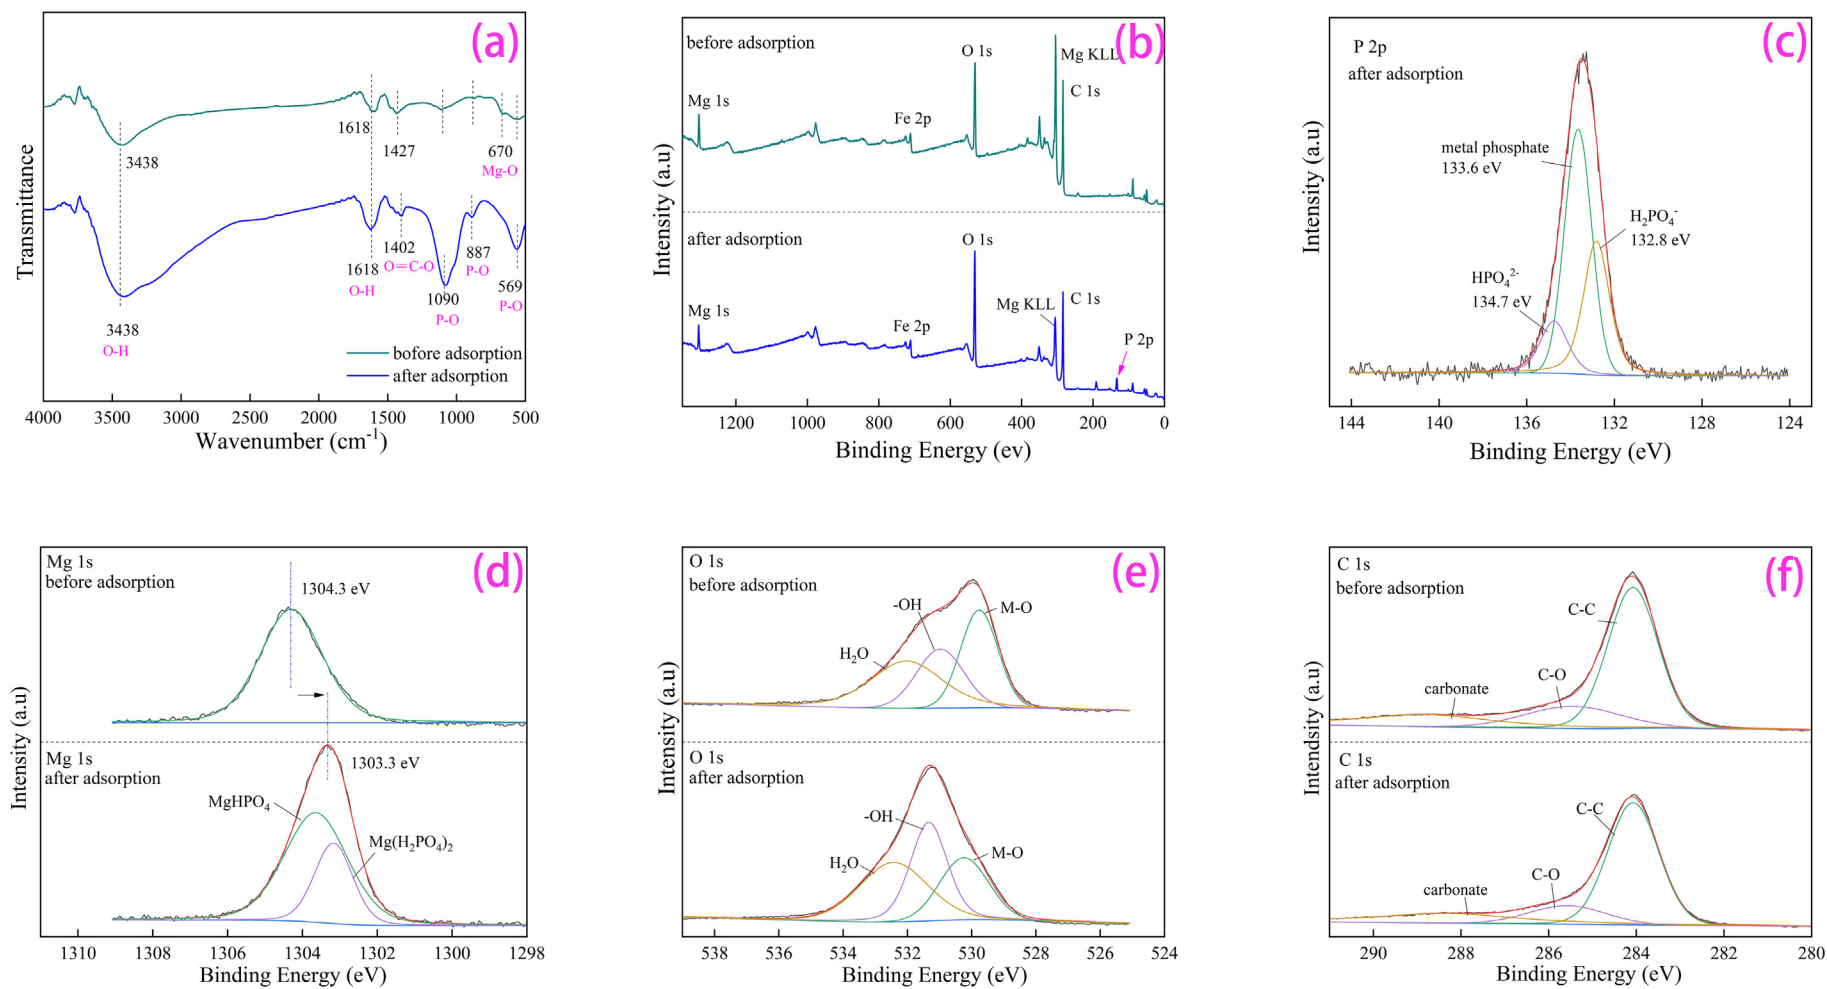 (a)
Transmittance
3438
1618
1427
670
Mg-O
3438
O-H
1618
O-H
1402
O=C-O
1090
P-O
887
P-O
569
P-O
bofore adsorption
after adsorption
4000 3500 3000 2500 2000 1500 1000 500
Wavenumber (cm⁻¹)
(b)
Intensity (a.u)
before adsorption
Mg 1s
Fe 2p
O 1s
Mg KLL
C 1s
after adsorption
Mg 1s
Fe 2p
O 1s
Mg KLL
C 1s
P 2p
1200 1000 800 600 400 200 0
Binding Energy (ev)
(c)
Intensity (a.u)
P 2p
after adsorption
metal phosphate
133.6 eV
H₂PO₄⁻
132.8 eV
HPO₄²⁻
134.7 eV
144 140 136 132 128 124
Binding Energy (eV)
(d)
Intensity (a.u)
Mg 1s
before adsorption
1304.3 eV
Mg 1s
after adsorption
1303.3 eV
MgHPO₄
Mg(H₂PO₄)₂
1310 1308 1306 1304 1302 1300 1298
Binding Energy (eV)
(e)
Intensity (a.u)
O 1s
before adsorption
-OH
M-O
H₂O
O 1s
after adsorption
-OH
M-O
H₂O
538 536 534 532 530 528 526 524
Binding Energy (eV)
(f)
Intendsity (a.u)
C 1s
before adsorption
C-C
C-O
carbonate
C 1s
after adsorption
C-C
C-O
carbonate
290 288 286 284 282 280
Binding Energy (eV)